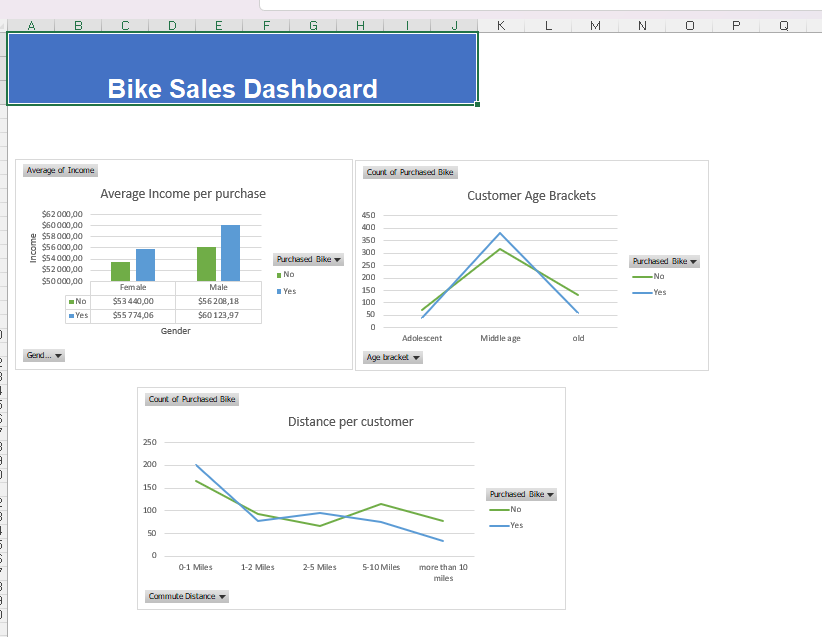 A B C D E F G H I J K L M N O P Q
Bike Sales Dashboard
Average of Income
Average Income per purchase
Income
$62 000,00
$60 000,00
$58 000,00
$56 000,00
$54 000,00
$52 000,00
$50 000,00
Female Male
No $53 440,00 $56 208,18
Yes $55 774,06 $60 123,97
Gender
Purchased Bike
No
Yes
Gend...
Count of Purchased Bike
Customer Age Brackets
450
400
350
300
250
200
150
100
50
0
Adolescent Middle age old
Purchased Bike
No
Yes
Age bracket
Count of Purchased Bike
Distance per customer
250
200
150
100
50
0
0-1 Miles 1-2 Miles 2-5 Miles 5-10 Miles more than 10
miles
Purchased Bike
No
Yes
Commute Distance